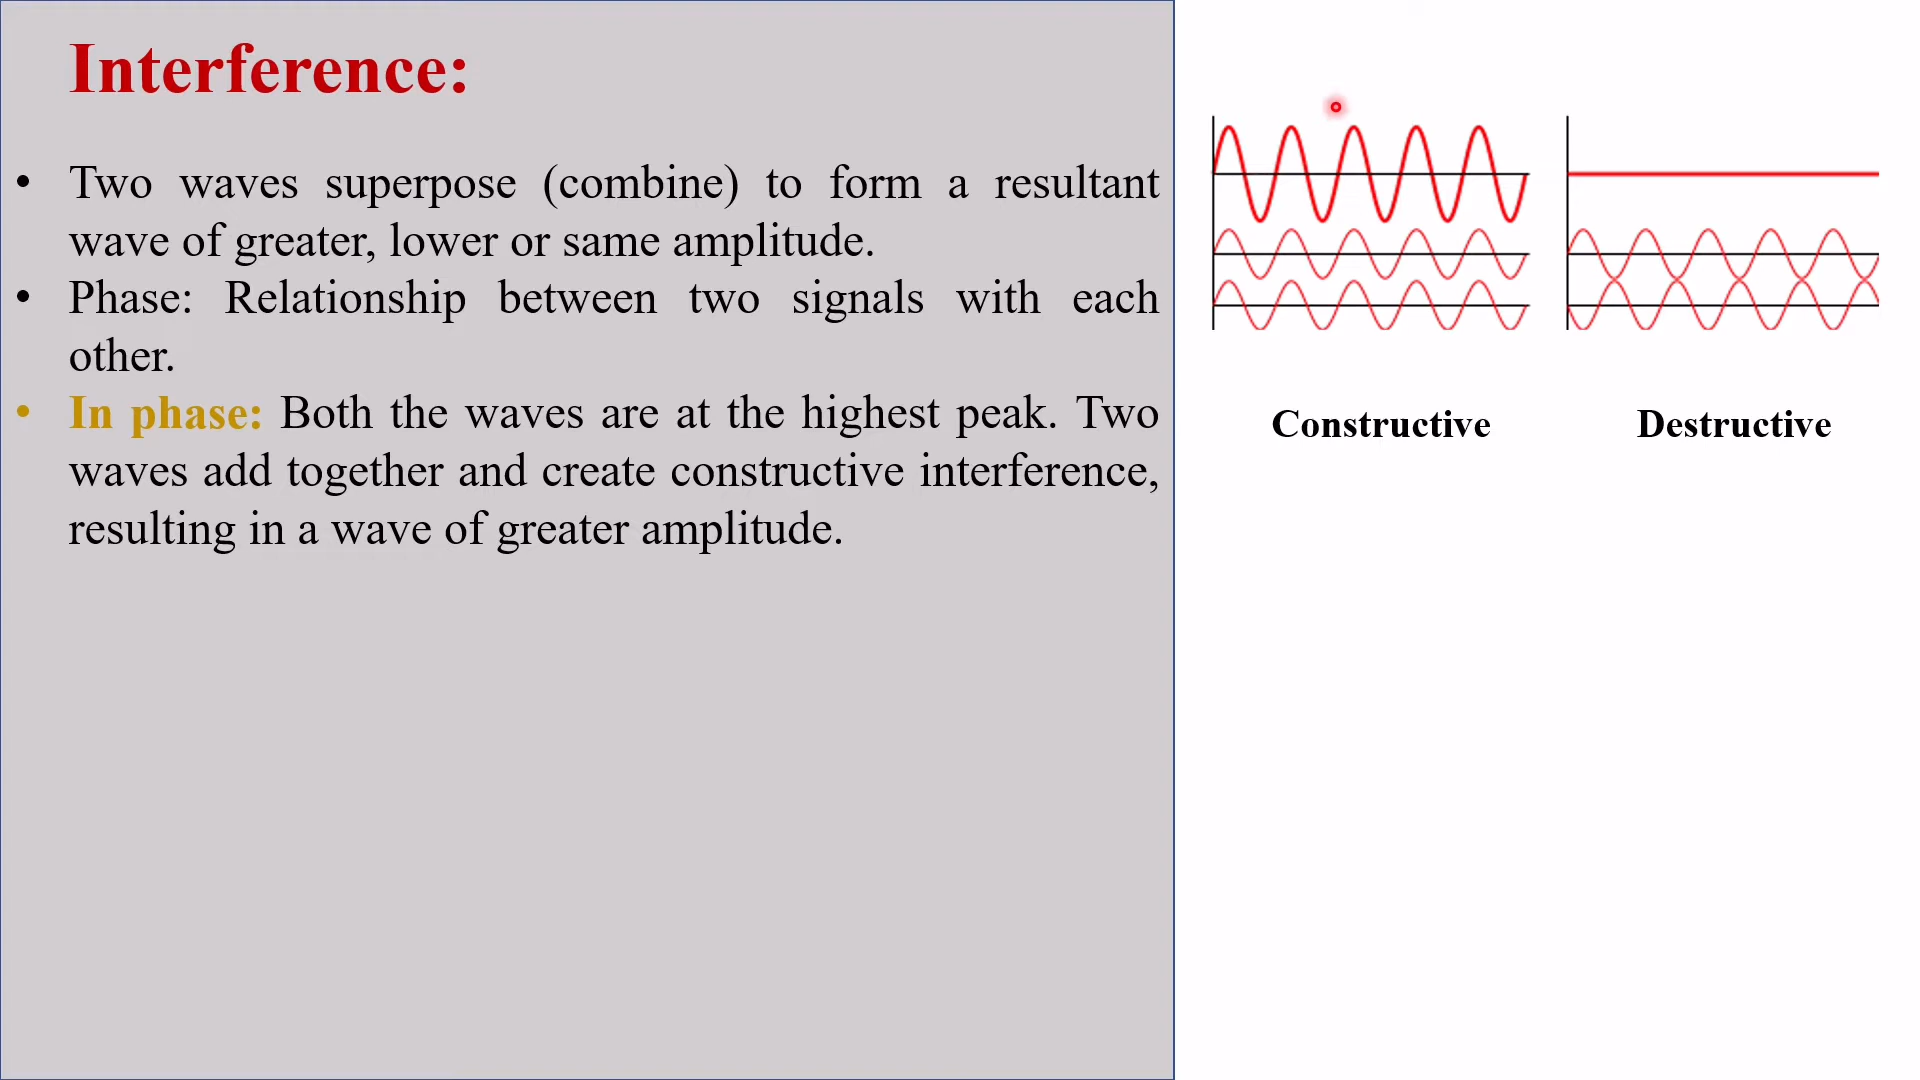 Interference:
• Two waves superpose (combine) to form a resultant
wave of greater, lower or same amplitude.
• Phase: Relationship between two signals with each
other.
• In phase: Both the waves are at the highest peak. Two
waves add together and create constructive interference,
resulting in a wave of greater amplitude.
Constructive
Destructive